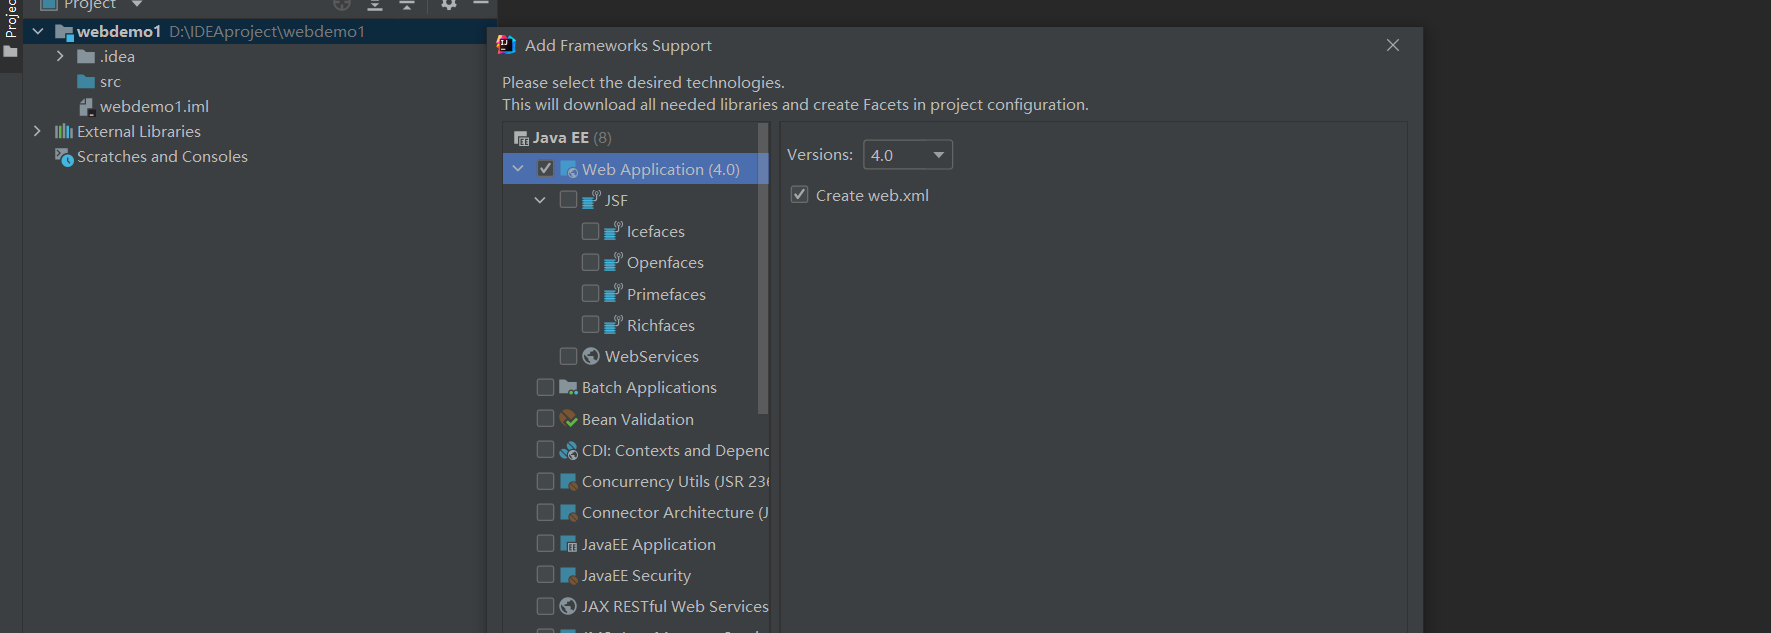 Project
Project
webdemo1 D:\IDEAproject\webdemo1
.idea
src
webdemo1.iml
External Libraries
Scratches and Consoles
Add Frameworks Support
Please select the desired technologies.
This will download all needed libraries and create Facets in project configuration.
Java EE (8)
Web Application (4.0)
JSF
Icefaces
Openfaces
Primefaces
Richfaces
WebServices
Batch Applications
Bean Validation
CDI: Contexts and Depend
Concurrency Utils (JSR 236
Connector Architecture (J
JavaEE Application
JavaEE Security
JAX RESTful Web Services
Versions: 4.0
Create web.xml